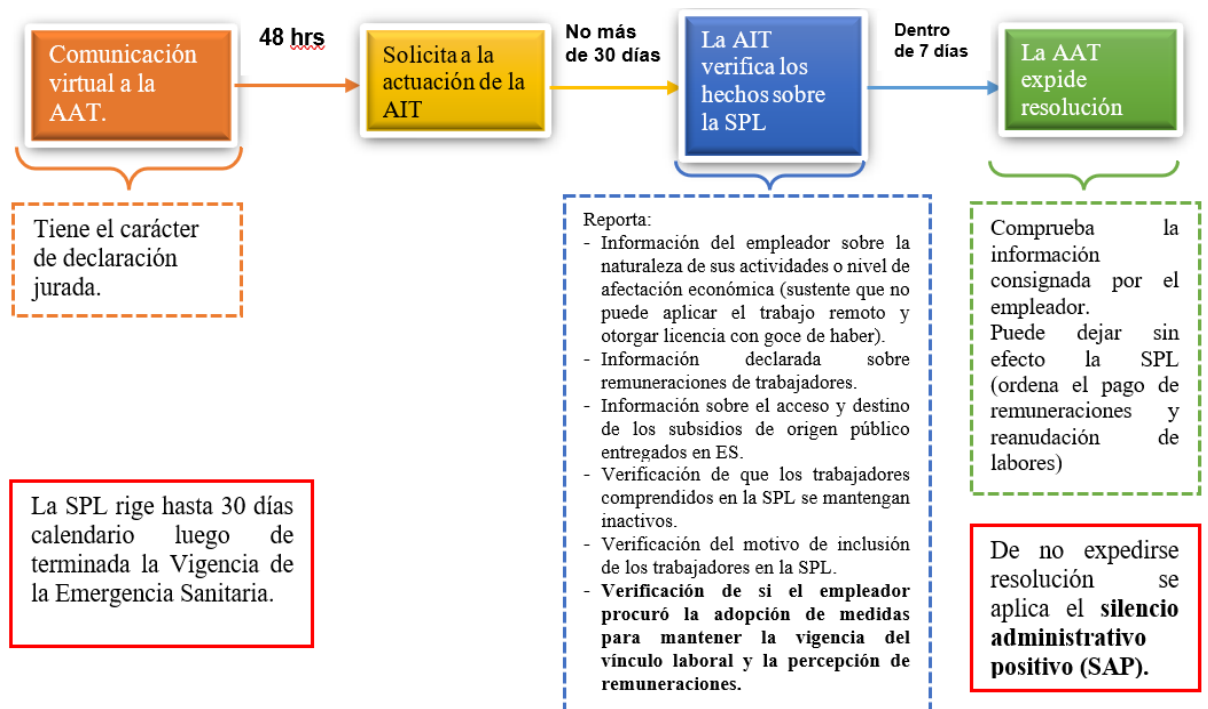 Comunicación
virtual a la
AAT.
48 hrs
Solicita a la
actuación de la
AIT
No más
de 30 días
La AIT
verifica los
hechos sobre
la SPL
Dentro
de 7 días
La AAT
expide
resolución
Tiene el carácter
de declaración
jurada.
Reporta:
- Información del empleador sobre la
naturaleza de sus actividades o nivel de
afectación económica (sustente que no
puede aplicar el trabajo remoto y
otorgar licencia con goce de haber).
- Información declarada sobre
remuneraciones de trabajadores.
- Información sobre el acceso y destino
de los subsidios de origen público
entregados en ES.
- Verificación de que los trabajadores
comprendidos en la SPL se mantengan
inactivos.
- Verificación del motivo de inclusión
de los trabajadores en la SPL.
- Verificación de si el empleador
procuró la adopción de medidas
para mantener la vigencia del
vínculo laboral y la percepción de
remuneraciones.
Comprueba la
información
consignada por el
empleador.
Puede dejar sin
efecto la SPL
(ordena el pago de
remuneraciones y
reanudación de
labores)
La SPL rige hasta 30 días
calendario luego de
terminada la Vigencia de
la Emergencia Sanitaria.
De no expedirse
resolución se
aplica el silencio
administrativo
positivo (SAP).